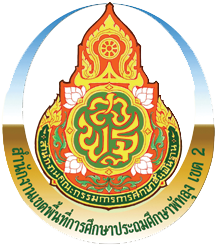 สำนักงานคณะกรรมการการศึกษาขั้นพื้นฐาน
สำนักงานเขตพื้นที่การศึกษาประถมศึกษาพัทลุง เขต 2